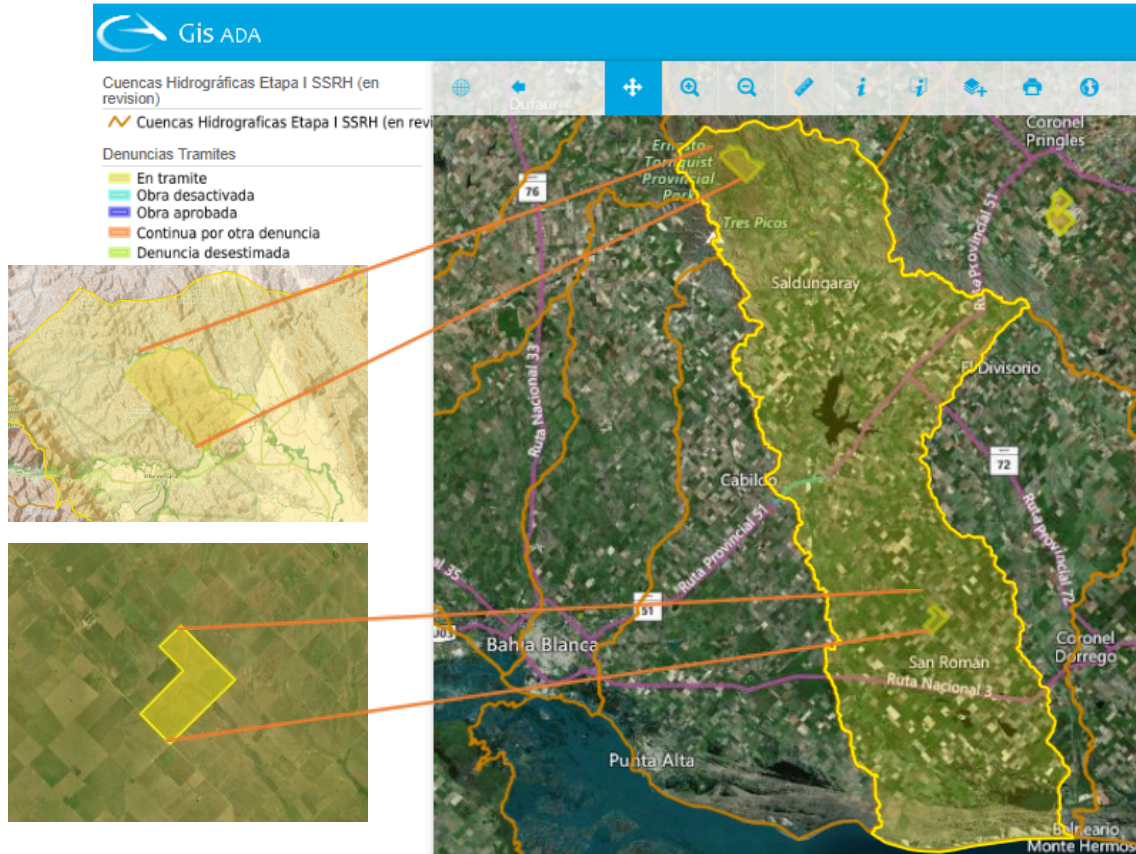 Gis ADA
Cuencas Hidrográficas Etapa I SSRH (en
revision)
Cuencas Hidrograficas Etapa I SSRH (en revi
Denuncias Tramites
En tramite
Obra desactivada
Obra aprobada
Continua por otra denuncia
Denuncia desestimada
Dufaur
Coronel
Pringles
Ernesto
Tornquist
Provincial
Park
76
Tres Picos
Ruta Provincial 51
Saldungaray
Ruta Nacional 33
El Divisorio
72
Cabildo
Ruta Provincial 51
Ruta Provincial 72
al 35
51
003
Bahía Blanca
Coronel
Dorrego
San Román
Ruta Nacional 3
Punta Alta
Balneario
Monte Hermos